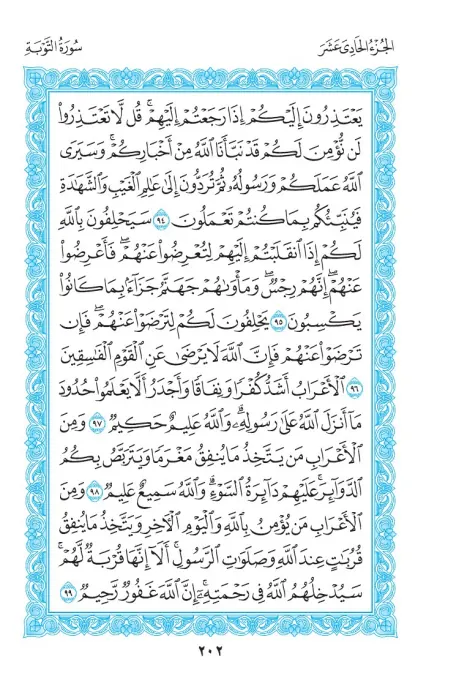 الجُزْءُ الحَادِى عَشَرَ
سُورَةُ التَّوْبَةِ
يَعْتَذِرُونَ إِلَيْكُمْ إِذَا رَجَعْتُمْ إِلَيْهِمْ ۚ قُل لَّا تَعْتَذِرُوا۟
لَن نُّؤْمِنَ لَكُمْ قَدْ نَبَّأَنَا ٱللَّهُ مِنْ أَخْبَارِكُمْ ۚ وَسَيَرَى
ٱللَّهُ عَمَلَكُمْ وَرَسُولُهُۥ ثُمَّ تُرَدُّونَ إِلَىٰ عَٰلِمِ ٱلْغَيْبِ وَٱلشَّهَٰدَةِ
فَيُنَبِّئُكُم بِمَا كُنتُمْ تَعْمَلُونَ ٩٤ سَيَحْلِفُونَ بِٱللَّهِ
لَكُمْ إِذَا ٱنقَلَبْتُمْ إِلَيْهِمْ لِتُعْرِضُوا۟ عَنْهُمْ ۖ فَأَعْرِضُوا۟
عَنْهُمْ ۖ إِنَّهُمْ رِجْسٌ ۖ وَمَأْوَىٰهُمْ جَهَنَّمُ جَزَآءًۢ بِمَا كَانُوا۟
يَكْسِبُونَ ٩٥ يَحْلِفُونَ لَكُمْ لِتَرْضَوْا۟ عَنْهُمْ ۖ فَإِن
تَرْضَوْا۟ عَنْهُمْ فَإِنَّ ٱللَّهَ لَا يَرْضَىٰ عَنِ ٱلْقَوْمِ ٱلْفَٰسِقِينَ
٩٦ ٱلْأَعْرَابُ أَشَدُّ كُفْرًا وَنِفَاقًا وَأَجْدَرُ أَلَّا يَعْلَمُوا۟ حُدُودَ
مَآ أَنزَلَ ٱللَّهُ عَلَىٰ رَسُولِهِۦ ۗ وَٱللَّهُ عَلِيمٌ حَكِيمٌ ٩٧ وَمِنَ
ٱلْأَعْرَابِ مَن يَتَّخِذُ مَا يُنفِقُ مَغْرَمًا وَيَتَرَبَّصُ بِكُمُ
ٱلدَّوَآئِرَ ۚ عَلَيْهِمْ دَآئِرَةُ ٱلسَّوْءِ ۗ وَٱللَّهُ سَمِيعٌ عَلِيمٌ ٩٨ وَمِنَ
ٱلْأَعْرَابِ مَن يُؤْمِنُ بِٱللَّهِ وَٱلْيَوْمِ ٱلْءَاخِرِ وَيَتَّخِذُ مَا يُنفِقُ
قُرُبَٰتٍ عِندَ ٱللَّهِ وَصَلَوَٰتِ ٱلرَّسُولِ ۚ أَلَآ إِنَّهَا قُرْبَةٌ لَّهُمْ ۚ
سَيُدْخِلُهُمُ ٱللَّهُ فِى رَحْمَتِهِۦٓ ۗ إِنَّ ٱللَّهَ غَفُورٌ رَّحِيمٌ ٩٩
٢٠٢